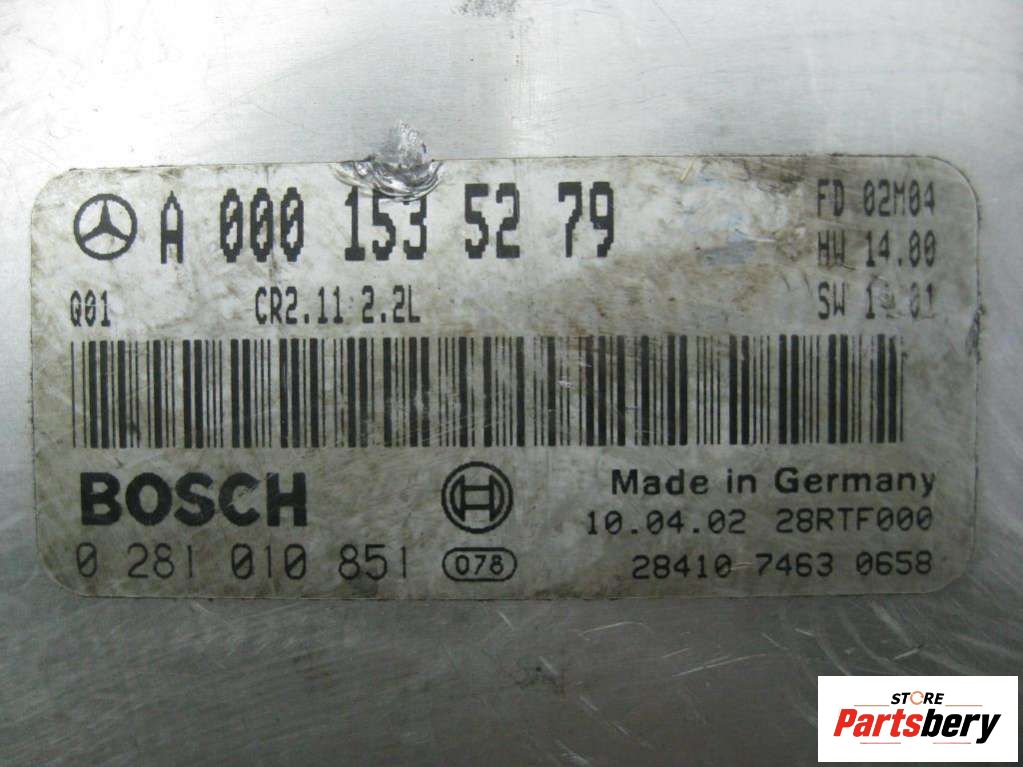 A 000 153 52 79
FD 02M04
HW 14.00
Q01 CR2.11 2.2L
SW
BOSCH
Made in Germany
10.04.02 28RTF000
0 281 010 851 078
28410 7463 0658
STORE
Partsbery